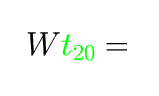 Wt₂₀ =